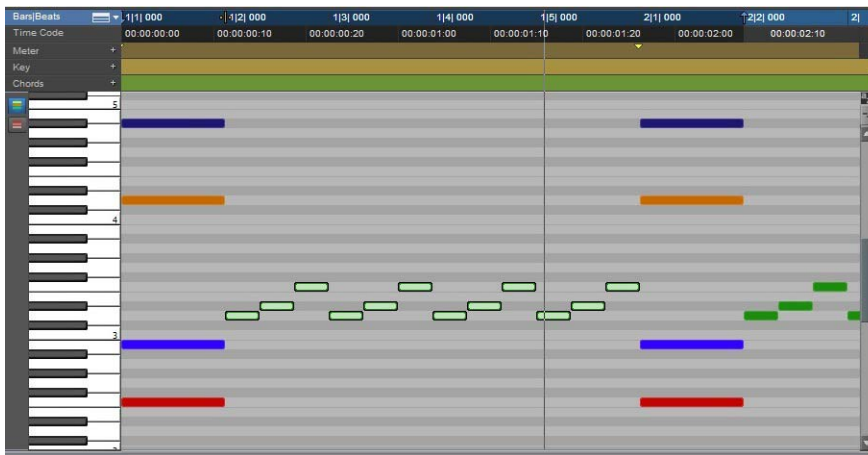 Bars|Beats 1|1| 000 1|2| 000 1|3| 000 1|4| 000 1|5| 000 2|1| 000 2|2| 000 2|
Time Code 00:00:00:00 00:00:00:10 00:00:00:20 00:00:01:00 00:00:01:10 00:00:01:20 00:00:02:00 00:00:02:10
Meter +
Key +
Chords +
5
4
3